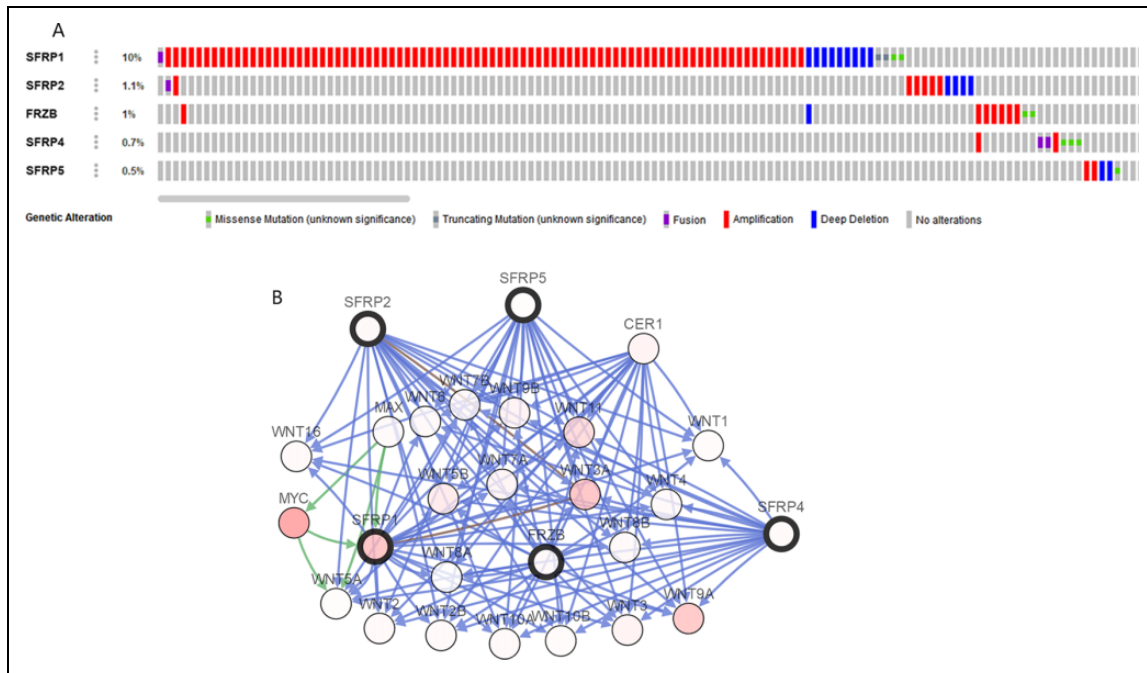 A
SFRP1 10%
SFRP2 1.1%
FRZB 1%
SFRP4 0.7%
SFRP5 0.5%
Genetic Alteration Missense Mutation (unknown significance) Truncating Mutation (unknown significance) Fusion Amplification Deep Deletion No alterations
B
SFRP5
SFRP2
CER1
WNT7B
WNT9B
WNT6
MAX
WNT11
WNT1
WNT16
WNT7A
WNT5B
WNT3A
WNT4
MYC
SFRP4
SFRP1
FRZB
WNT8B
WNT8A
WNT5A
WNT2
WNT2B
WNT10A
WNT10B
WNT3
WNT9A